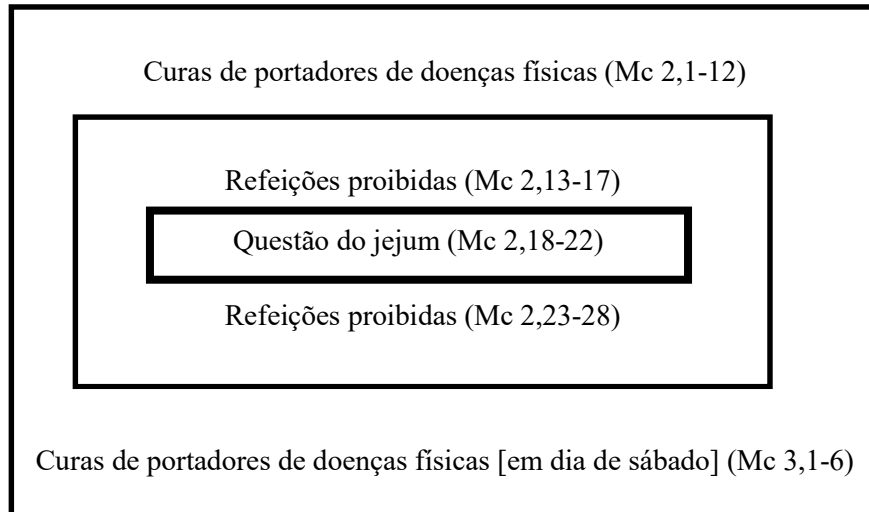 Curas de portadores de doenças físicas (Mc 2,1-12)
Refeições proibidas (Mc 2,13-17)
Questão do jejum (Mc 2,18-22)
Refeições proibidas (Mc 2,23-28)
Curas de portadores de doenças físicas [em dia de sábado] (Mc 3,1-6)